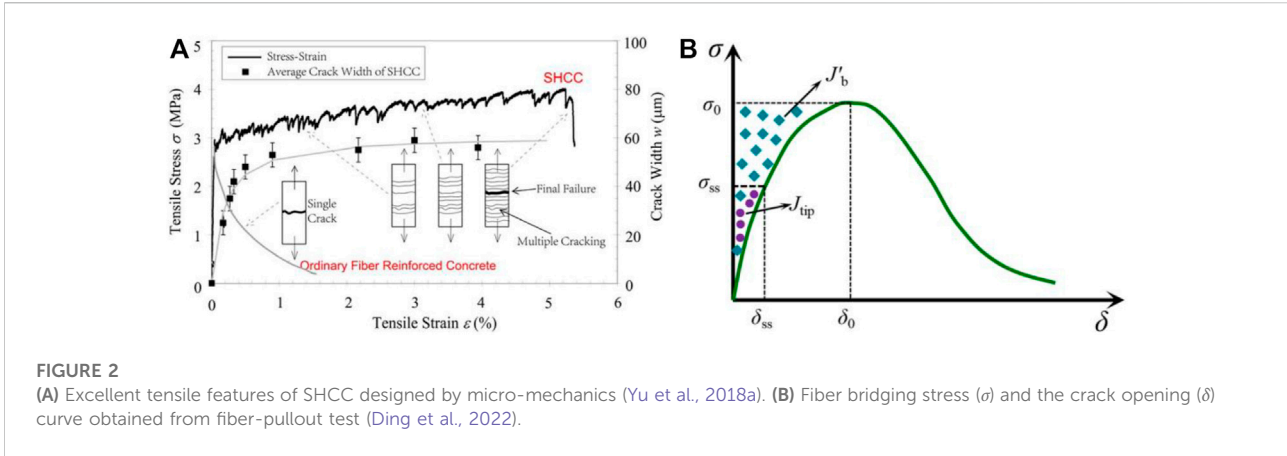 A
5
4
3
2
1
0
Tensile Stress σ (MPa)
Stress-Strain
Average Crack Width of SHCC
SHCC
Single
Crack
Final Failure
Multiple Cracking
Ordinary Fiber Reinforced Concrete
0 1 2 3 4 5 6
Tensile Strain ε (%)
100
80
60
40
20
0
Crack Width w (μm)
B
σ
J′b
σ0
σss
Jtip
δss
δ0
δ
FIGURE 2
(A) Excellent tensile features of SHCC designed by micro-mechanics (Yu et al., 2018a). (B) Fiber bridging stress (σ) and the crack opening (δ)
curve obtained from fiber-pullout test (Ding et al., 2022).